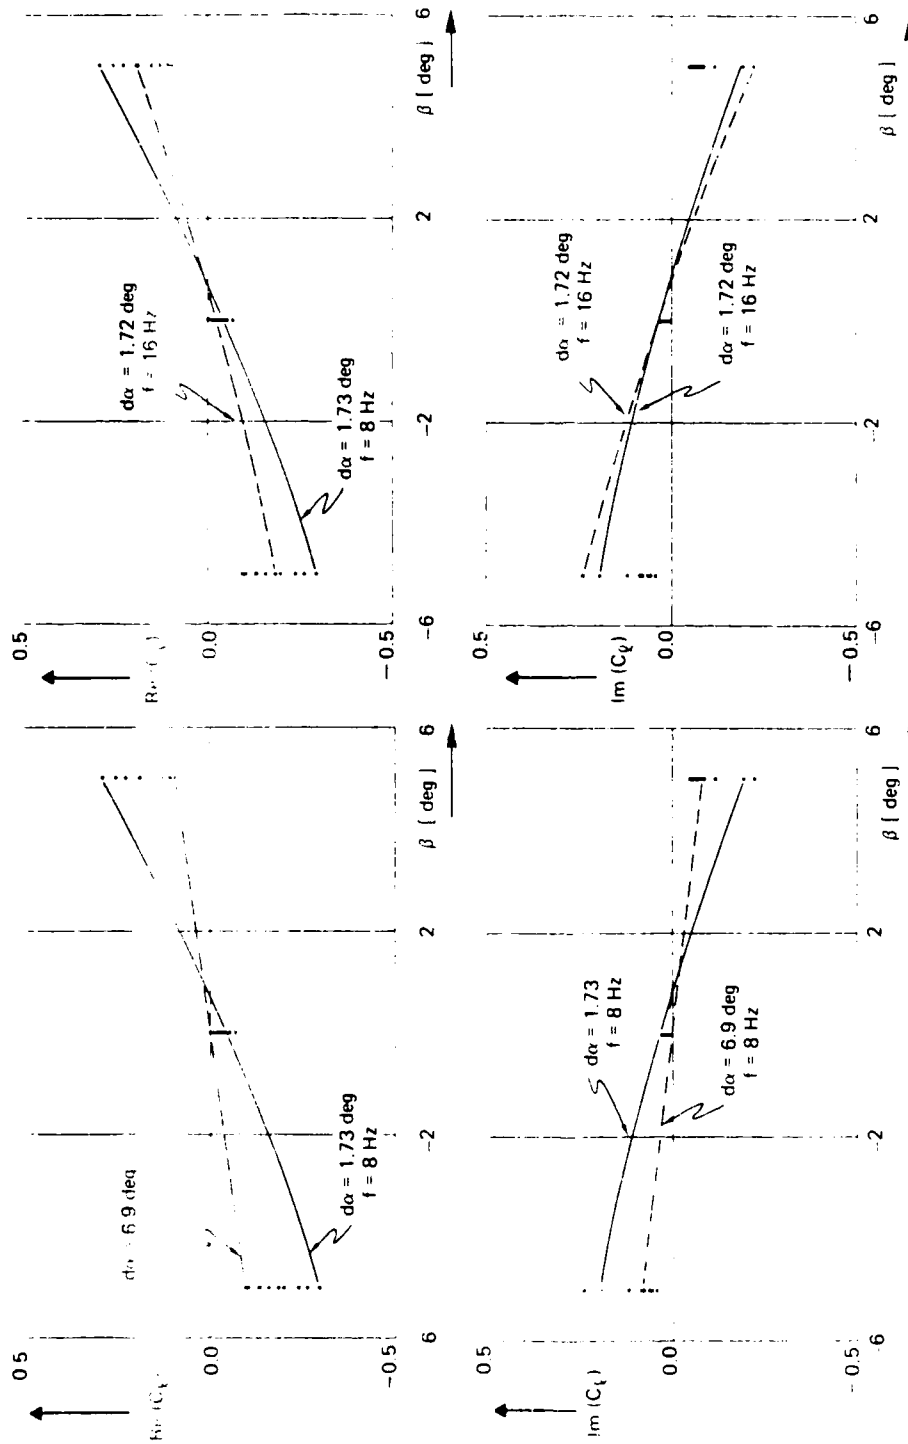 0.5
0.0
-0.5
-6
-2
2
6
β [ deg ]
dα = 1.72 deg
f = 16 Hz
dα = 1.73 deg
f = 8 Hz
0.5
0.0
-0.5
Im (Cℓ)
-6
-2
2
6
β [ deg ]
dα = 1.72 deg
f = 16 Hz
dα = 1.72 deg
f = 16 Hz
0 5
0.0
-0.5
6
-2
2
6
β [ deg ]
dα = 6.9 deg
dα = 1.73 deg
f = 8 Hz
0.5
0.0
-0.5
Im (Cℓ)
-6
-2
2
6
β [ deg ]
dα = 1.73
f = 8 Hz
dα = 6.9 deg
f = 8 Hz